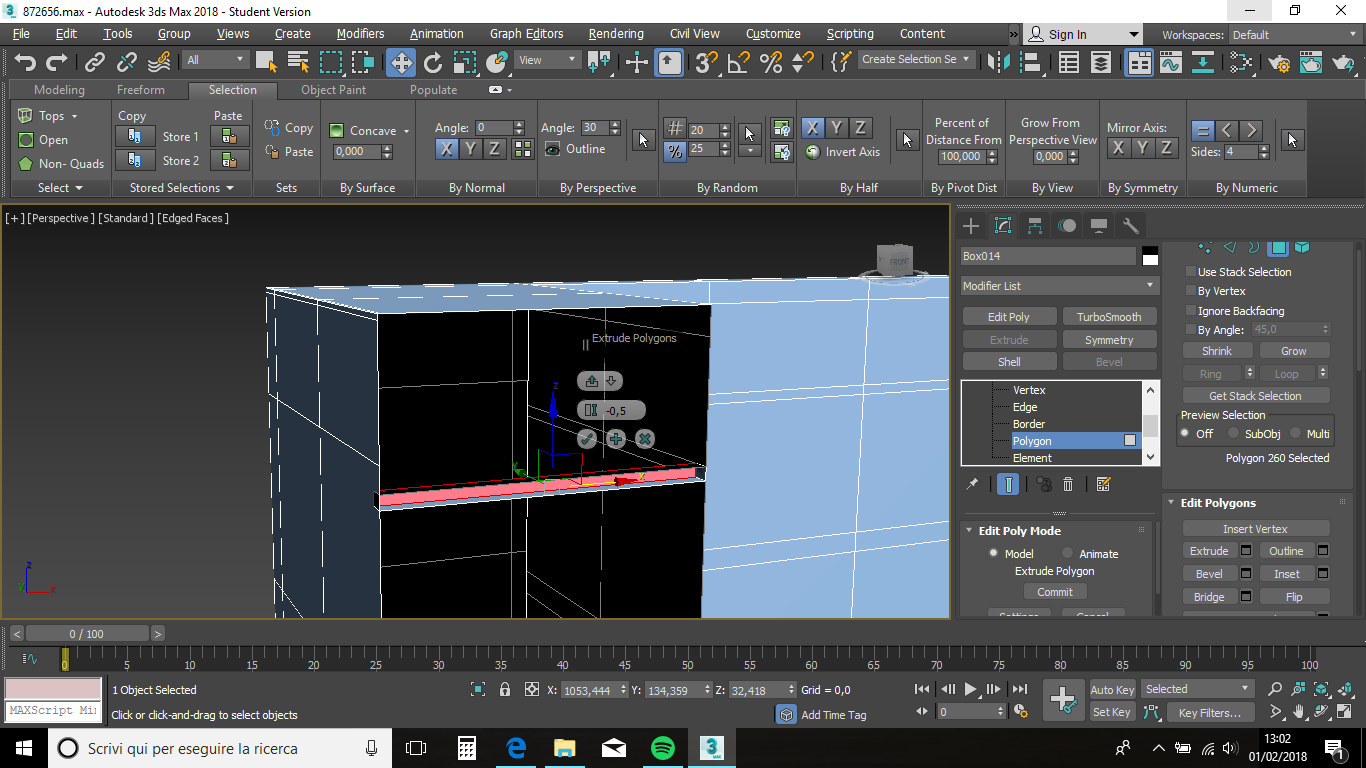 872656.max - Autodesk 3ds Max 2018 - Student Version
File Edit Tools Group Views Create Modifiers Animation Graph Editors Rendering Civil View Customize Scripting Content » Sign In Workspaces: Default
All View Create Selection Se
Modeling Freeform Selection Object Paint Populate
Tops Copy Paste Copy Concave Angle: 0 Angle: 30 20 X Y Z Percent of Grow From Mirror Axis: = < >
Open Store 1 Paste 0,000 X Y Z Outline % 25 Invert Axis Distance From Perspective View X Y Z Sides: 4
Non- Quads Store 2 100,000 0,000
Select Stored Selections Sets By Surface By Normal By Perspective By Random By Half By Pivot Dist By View By Symmetry By Numeric
[+] [Perspective] [Standard] [Edged Faces]
FRONT
Extrude Polygons
-0,5
z
y
x
z
y
x
Box014
Modifier List
Edit Poly TurboSmooth
Extrude Symmetry
Shell Bevel
Vertex
Edge
Border
Polygon
Element
Edit Poly Mode
Model Animate
Extrude Polygon
Commit
Settings Cancel
Use Stack Selection
By Vertex
Ignore Backfacing
By Angle: 45,0
Shrink Grow
Ring Loop
Get Stack Selection
Preview Selection
Off SubObj Multi
Polygon 260 Selected
Edit Polygons
Insert Vertex
Extrude Outline
Bevel Inset
Bridge Flip
< 0 / 100 >
0 5 10 15 20 25 30 35 40 45 50 55 60 65 70 75 80 85 90 95 100
1 Object Selected X: 1053,444 Y: 134,359 Z: 32,418 Grid = 0,0 Auto Key Selected
MAXScript Mi Click or click-and-drag to select objects Add Time Tag 0 Set Key Key Filters...
Scrivi qui per eseguire la ricerca
3
MAX
13:02
01/02/2018
1